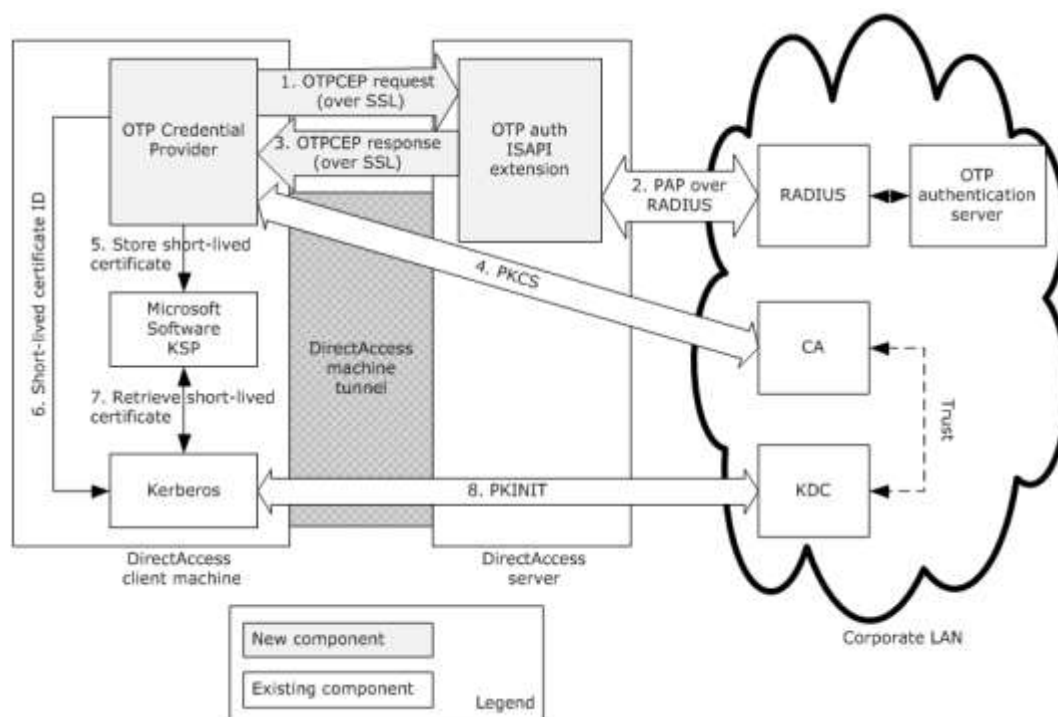 1. OTPCEP request
(over SSL)
OTP Credential
Provider
3. OTPCEP response
(over SSL)
OTP auth
ISAPI
extension
2. PAP over
RADIUS
RADIUS
OTP
authentication
server
6. Short-lived certificate ID
5. Store short-lived
certificate
4. PKCS
Microsoft
Software
KSP
DirectAccess
machine
tunnel
CA
7. Retrieve short-lived
certificate
Trust
Kerberos
8. PKINIT
KDC
DirectAccess
client machine
DirectAccess
server
Corporate LAN
New component
Existing component
Legend